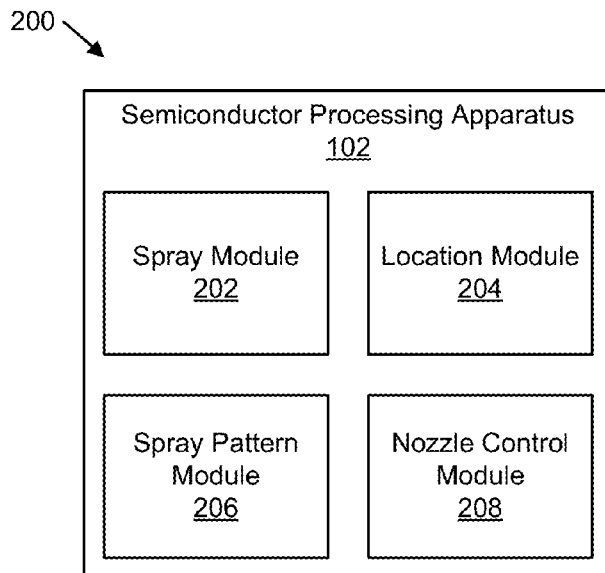 200
Semiconductor Processing Apparatus
102
Spray Module
202
Location Module
204
Spray Pattern
Module
206
Nozzle Control
Module
208